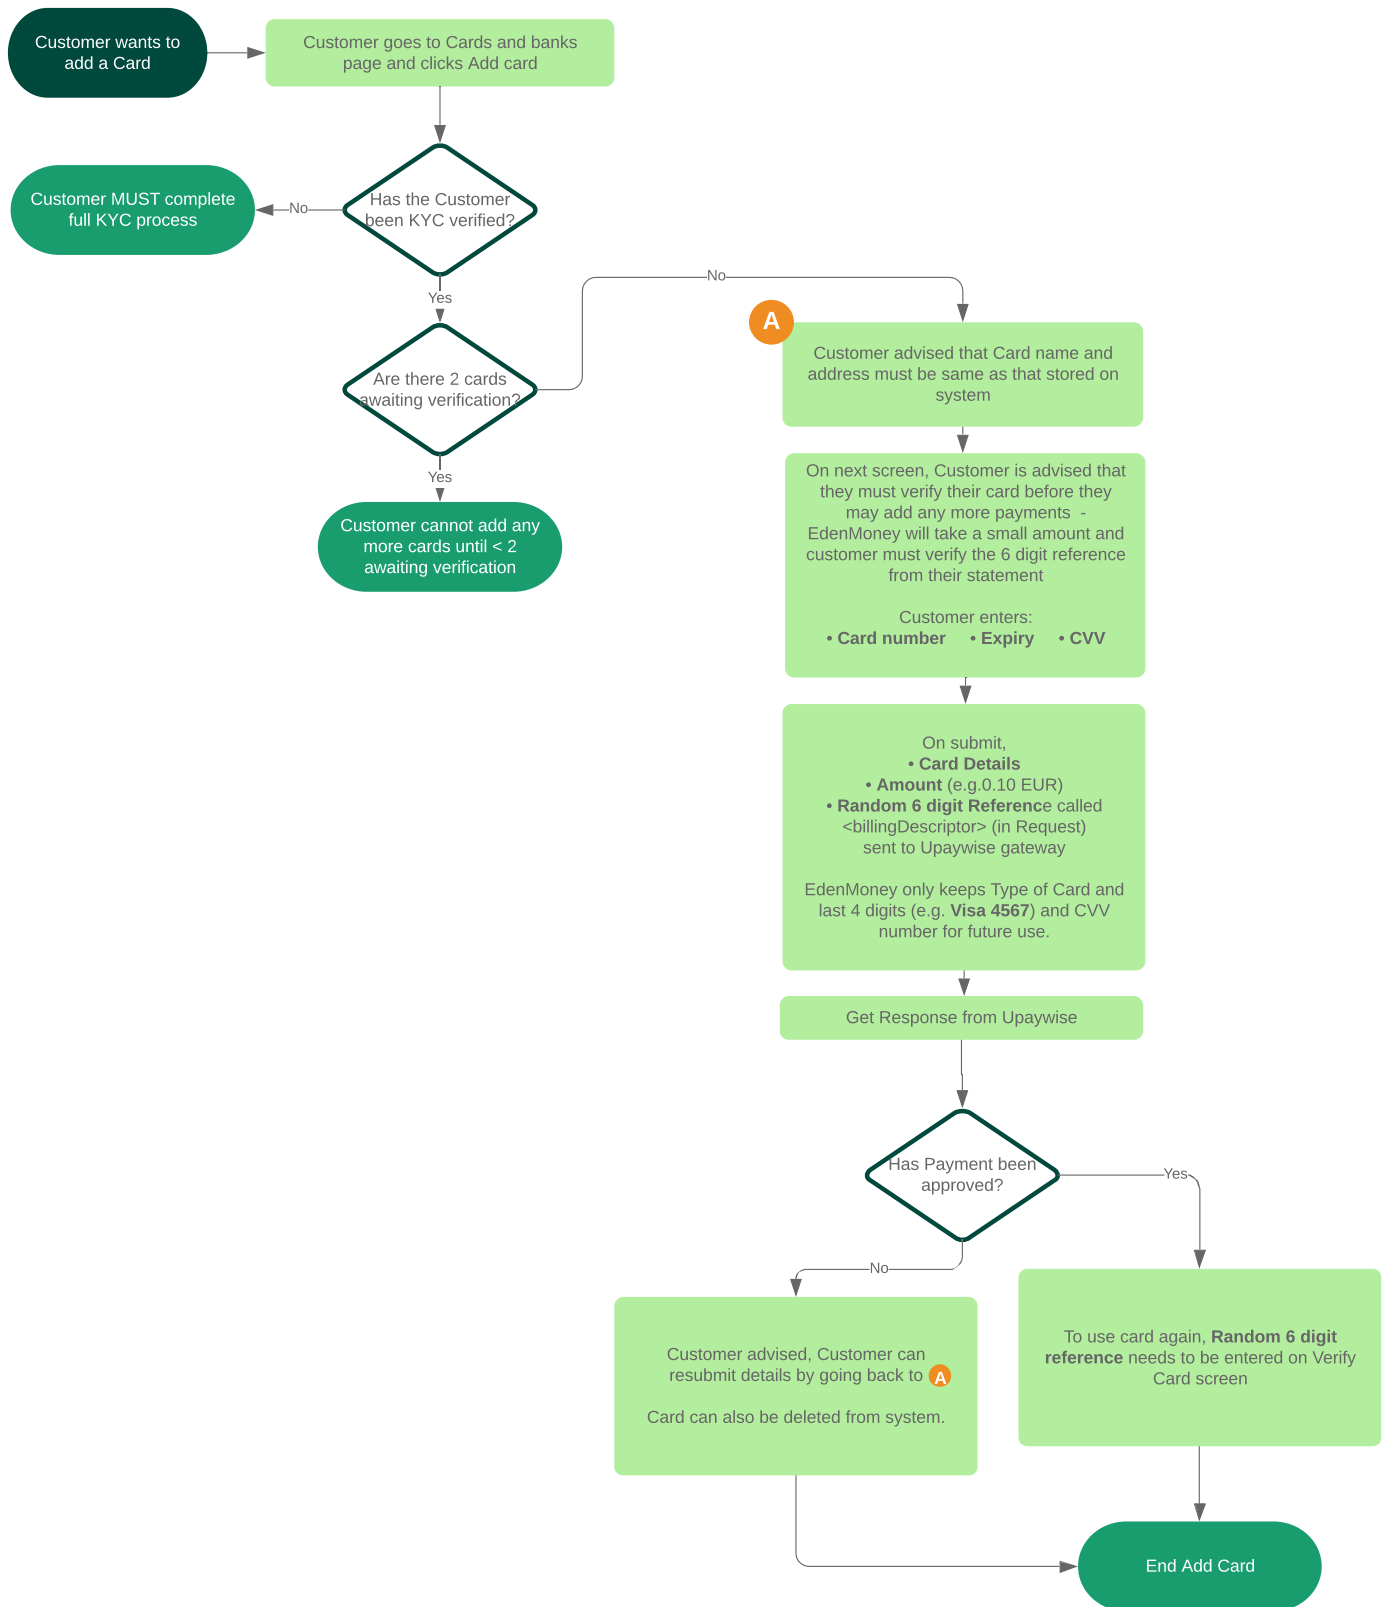 Customer wants to
add a Card
Customer goes to Cards and banks
page and clicks Add card
Has the Customer
been KYC verified?
No
Customer MUST complete
full KYC process
Yes
Are there 2 cards
awaiting verification?
Yes
Customer cannot add any
more cards until < 2
awaiting verification
No
A
Customer advised that Card name and
address must be same as that stored on
system
On next screen, Customer is advised that
they must verify their card before they
may add any more payments  -
EdenMoney will take a small amount and
customer must verify the 6 digit reference
from their statement
Customer enters:
• Card number • Expiry • CVV
On submit,
• Card Details
• Amount (e.g.0.10 EUR)
• Random 6 digit Reference called
<billingDescriptor> (in Request)
sent to Upaywise gateway
EdenMoney only keeps Type of Card and
last 4 digits (e.g. Visa 4567) and CVV
number for future use.
Get Response from Upaywise
Has Payment been
approved?
No
Customer advised, Customer can
resubmit details by going back to A
Card can also be deleted from system.
Yes
To use card again, Random 6 digit
reference needs to be entered on Verify
Card screen
End Add Card